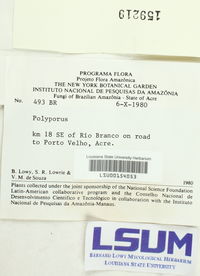 159219
PROGRAMA FLORA
Projeto Flora Amazônica
THE NEW YORK BOTANICAL GARDEN
INSTITUTO NACIONAL DE PESQUISAS DA AMAZÔNIA
Fungi of Brazilian Amazônia - State of Acre
No. 493 BR 6-X-1980
Polyporus
km 18 SE of Rio Branco on road
to Porto Velho, Acre.
Louisiana State University Herbarium
LSU00154053
B. Lowy, S. R. Lowrie & 1980
V. M. de Souza
Plants collected under the joint sponsorship of the National Science Foundation
Latin-American collaborative program and the Conselho Nacional de
Desenvolvimento Científico e Tecnológico in collaboration with the Instituto
Nacional de Pesquisas da Amazônia Manaus.
LSUM
BERNARD LOWY MYCOLOGICAL HERBARIUM
LOUISIANA STATE UNIVERSITY